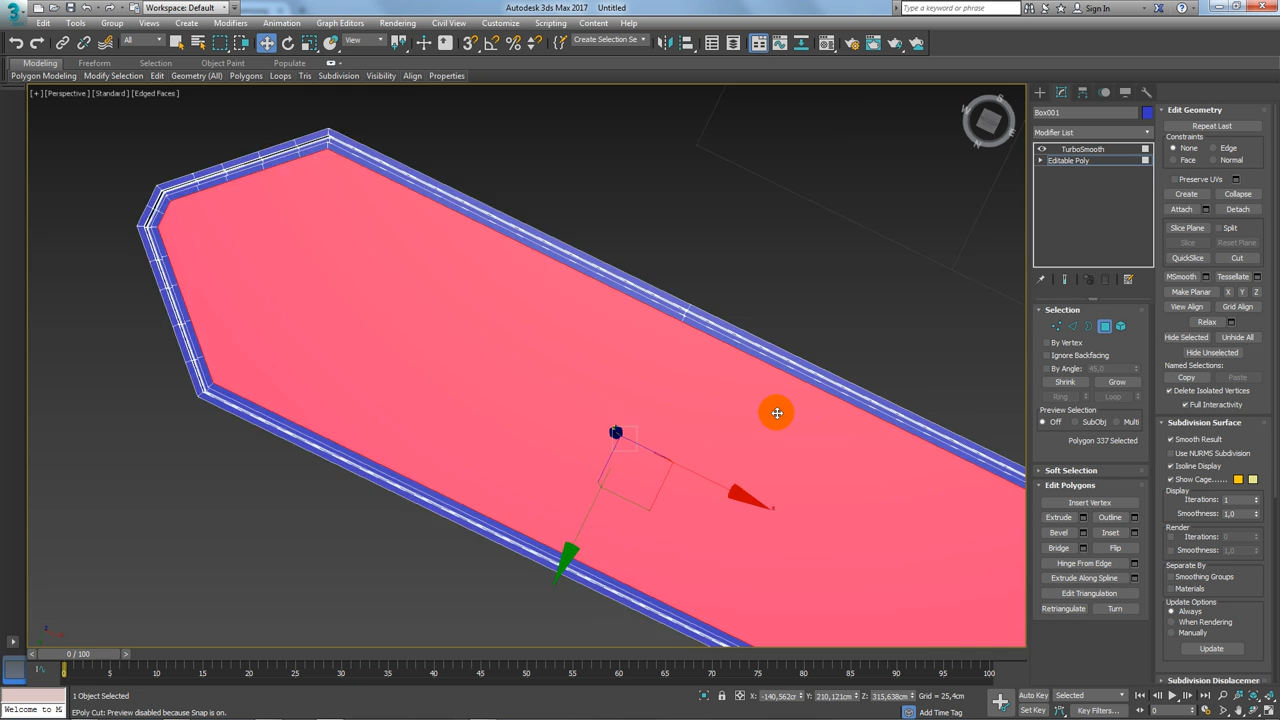 Workspace: Default
Autodesk 3ds Max 2017 Untitled
Type a keyword or phrase
Sign In
Edit Tools Group Views Create Modifiers Animation Graph Editors Rendering Civil View Customize Scripting Content Help
All
View
Create Selection Se
Modeling Freeform Selection Object Paint Populate
Polygon Modeling Modify Selection Edit Geometry (All) Polygons Loops Tris Subdivision Visibility Align Properties
[+] [Perspective] [Standard] [Edged Faces]
Box001
Modifier List
TurboSmooth
Editable Poly
Selection
By Vertex
Ignore Backfacing
By Angle: 45,0
Shrink Grow
Ring Loop
Preview Selection
Off SubObj Multi
Polygon 337 Selected
Soft Selection
Edit Polygons
Insert Vertex
Extrude Outline
Bevel Inset
Bridge Flip
Hinge From Edge
Extrude Along Spline
Edit Triangulation
Retriangulate Turn
Edit Geometry
Repeat Last
Constraints
None Edge
Face Normal
Preserve UVs
Create Collapse
Attach Detach
Slice Plane Split
Slice Reset Plane
QuickSlice Cut
MSmooth Tessellate
Make Planar X Y Z
View Align Grid Align
Relax
Hide Selected Unhide All
Hide Unselected
Named Selections:
Copy Paste
Delete Isolated Vertices
Full Interactivity
Subdivision Surface
Smooth Result
Use NURMS Subdivision
Isoline Display
Show Cage......
Display
Iterations: 1
Smoothness: 1,0
Render
Iterations: 0
Smoothness: 1,0
Separate By
Smoothing Groups
Materials
Update Options
Always
When Rendering
Manually
Update
Subdivision Displacemen
x
z
0 / 100
0 5 10 15 20 25 30 35 40 45 50 55 60 65 70 75 80 85 90 95 100
1 Object Selected
X: -140,562cr Y: 210,121cm Z: 315,638cm Grid = 25,4cm
Auto Key Selected
Welcome to M
EPoly Cut: Preview disabled because Snap is on.
Add Time Tag
Set Key Key Filters...
0